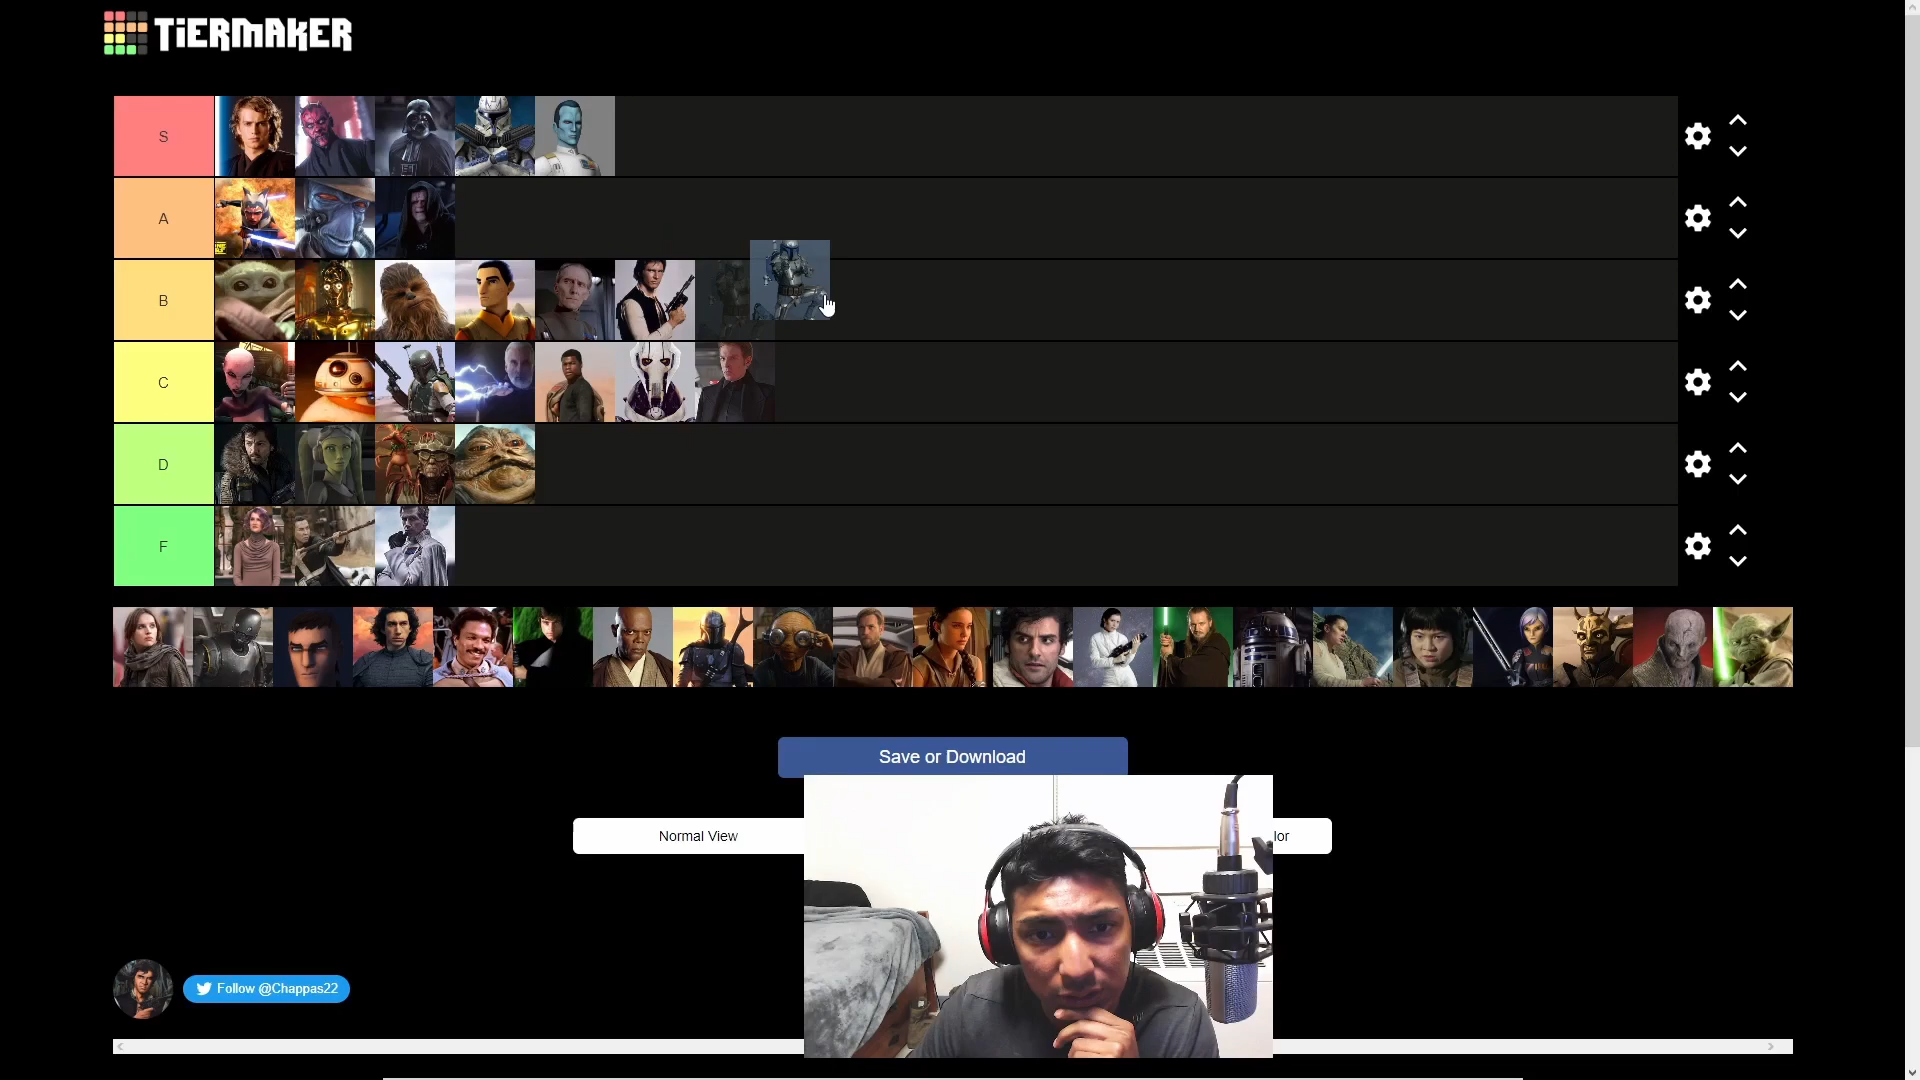 TiERMAKER
S
A
B
C
D
F
Save or Download
Normal View
lor
Follow @Chappas22